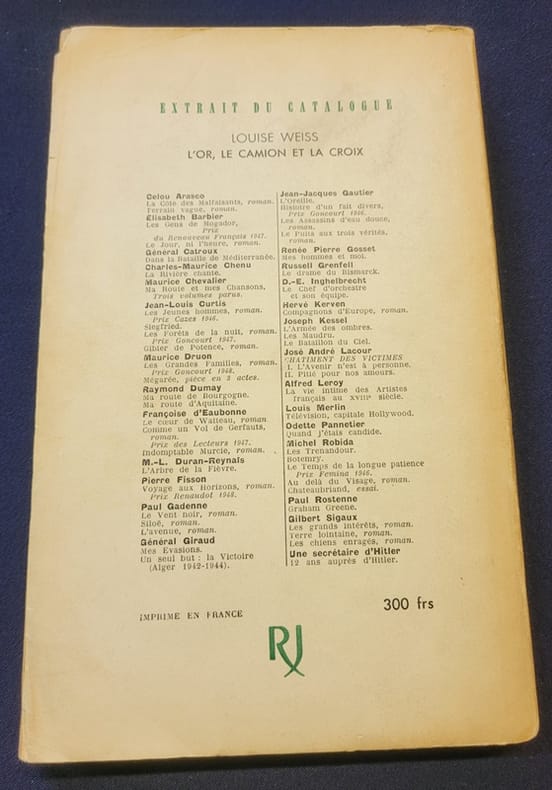 EXTRAIT DU CATALOGUE
LOUISE WEISS
L'OR, LE CAMION ET LA CROIX
Celou Arasco
La Côte des Malfaisants, roman.
Terrain vague, roman.
Elisabeth Barbier
Les Gens de Mogador,
Prix
du Renouveau Français 1947.
Le Jour, ni l'heure, roman.
Général Catroux
Dans la Bataille de Méditerranée.
Charles-Maurice Chenu
La Rivière chante.
Maurice Chevalier
Ma Route et mes Chansons,
Trois volumes parus.
Jean-Louis Curtis
Les Jeunes hommes, roman.
Prix Cazes 1946.
Siegfried.
Les Forêts de la nuit, roman.
Prix Goncourt 1947.
Gibier de Potence, roman.
Maurice Druon
Les Grandes Familles, roman.
Prix Goncourt 1948.
Mégarée, pièce en 3 actes.
Raymond Dumay
Ma route de Bourgogne.
Ma route d'Aquitaine.
Françoise d'Eaubonne
Le cœur de Watteau, roman
Comme un Vol de Gerfauts,
roman.
Prix des Lecteurs 1947.
Indomptable Murcie, roman.
M.-L. Duran-Reynals
L'Arbre de la Fièvre.
Pierre Fisson
Voyage aux Horizons, roman.
Prix Renaudot 1948.
Paul Gadenne
Le Vent noir, roman.
Siloë, roman.
L'avenue, roman.
Général Giraud
Mes Evasions.
Un seul but : la Victoire
(Alger 1942-1944).
Jean-Jacques Gautier
L'Oreille.
Histoire d'un fait divers,
Prix Goncourt 1946.
Les Assassins d'eau douce,
roman.
Le Puits aux trois vérités,
roman.
Renée Pierre Gosset
Mes hommes et moi.
Russell Grenfell
Le drame du Bismarck.
D.-E. Inghelbrecht
Le Chef d'orchestre
et son équipe.
Hervé Kerven
Compagnons d'Europe, roman.
Joseph Kessel
L'Armée des ombres.
Les Maudru.
Le Bataillon du Ciel.
José André Lacour
CHATIMENT DES VICTIMES
I. L'Avenir n'est à personne.
II. Pitié pour nos amours.
Alfred Leroy
La vie intime des Artistes
français au XVIIIe siècle.
Louis Merlin
Télévision, capitale Hollywood.
Odette Pannetier
Quand j'étais candide.
Michel Robida
Les Trenandour.
Botemry.
Le Temps de la longue patience
Prix Femina 1946.
Au delà du Visage, roman.
Chateaubriand, essai.
Paul Rostenne
Graham Greene.
Gilbert Sigaux
Les grands intérêts, roman.
Terre lointaine, roman.
Les chiens enragés, roman.
Une secrétaire d'Hitler
12 ans auprès d'Hitler.
IMPRIMÉ EN FRANCE
300 frs
RJ